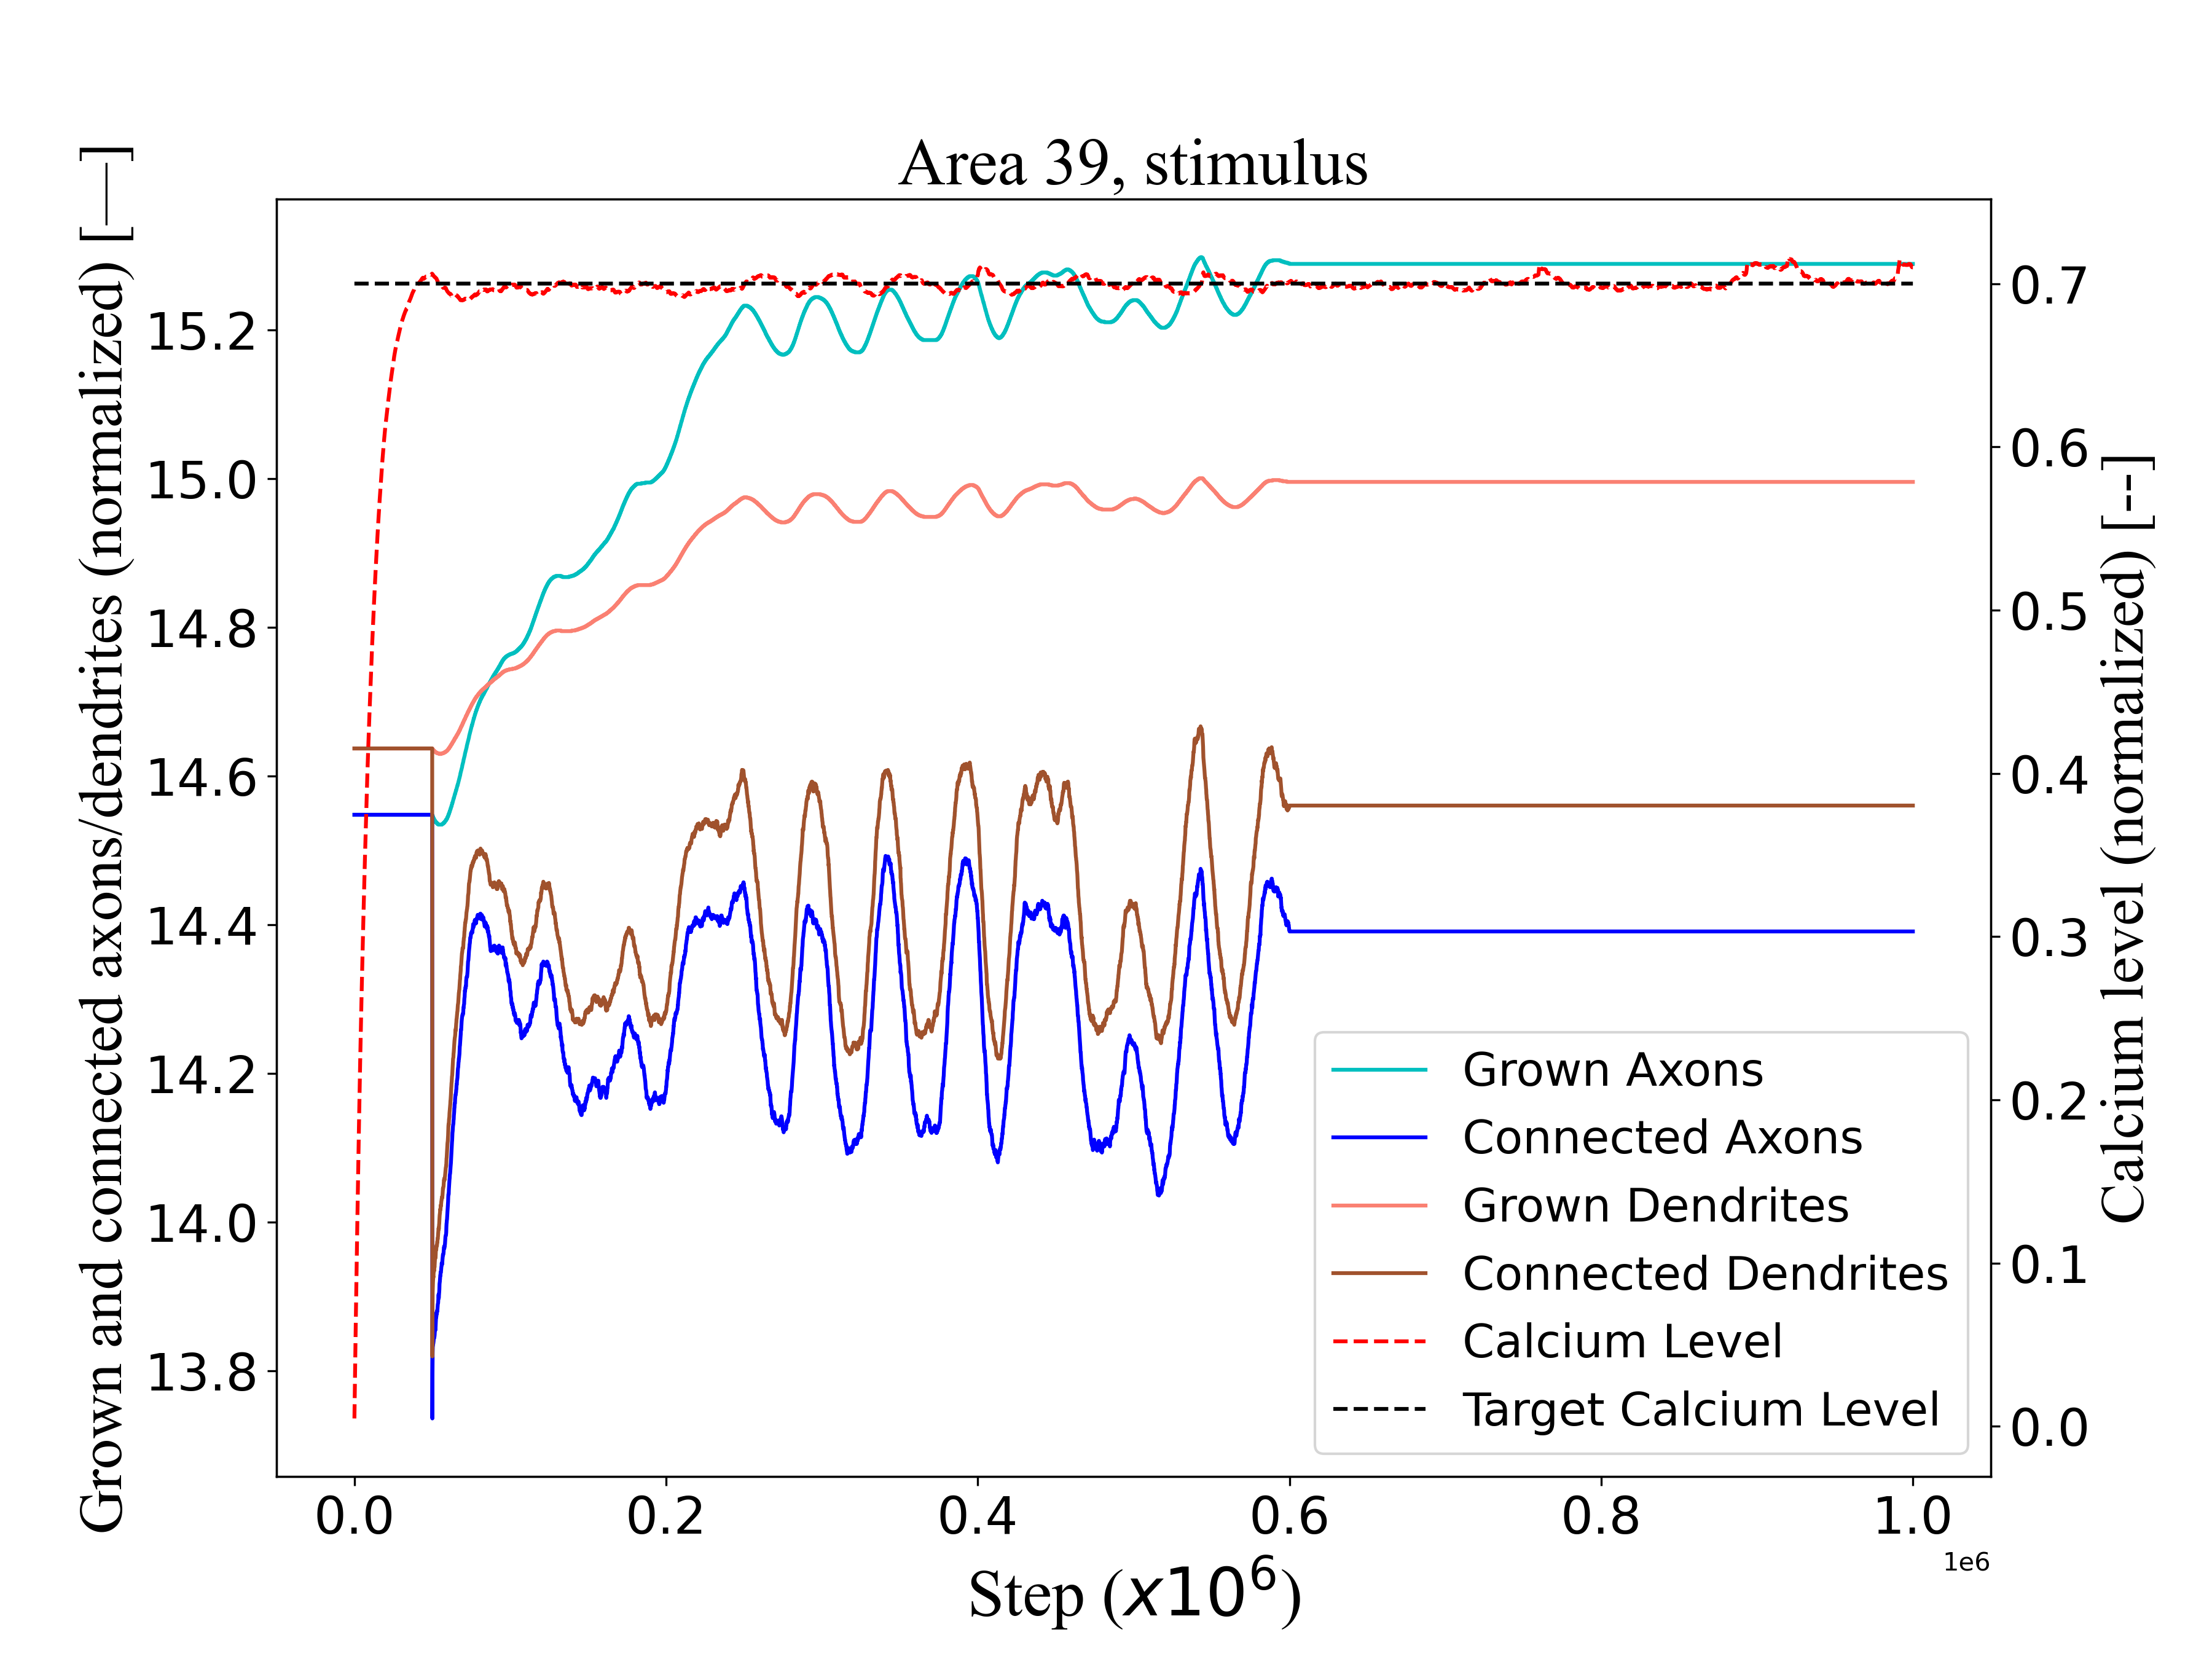 Area 39, stimulus
Grown and connected axons/dendrites (normalized) [—]
15.2
15.0
14.8
14.6
14.4
14.2
14.0
13.8
0.7
0.6
0.5
0.4
0.3
0.2
0.1
0.0
Calcium level (normalized) [--]
Grown Axons
Connected Axons
Grown Dendrites
Connected Dendrites
Calcium Level
Target Calcium Level
0.0 0.2 0.4 0.6 0.8 1.0
1e6
Step (x10⁶)